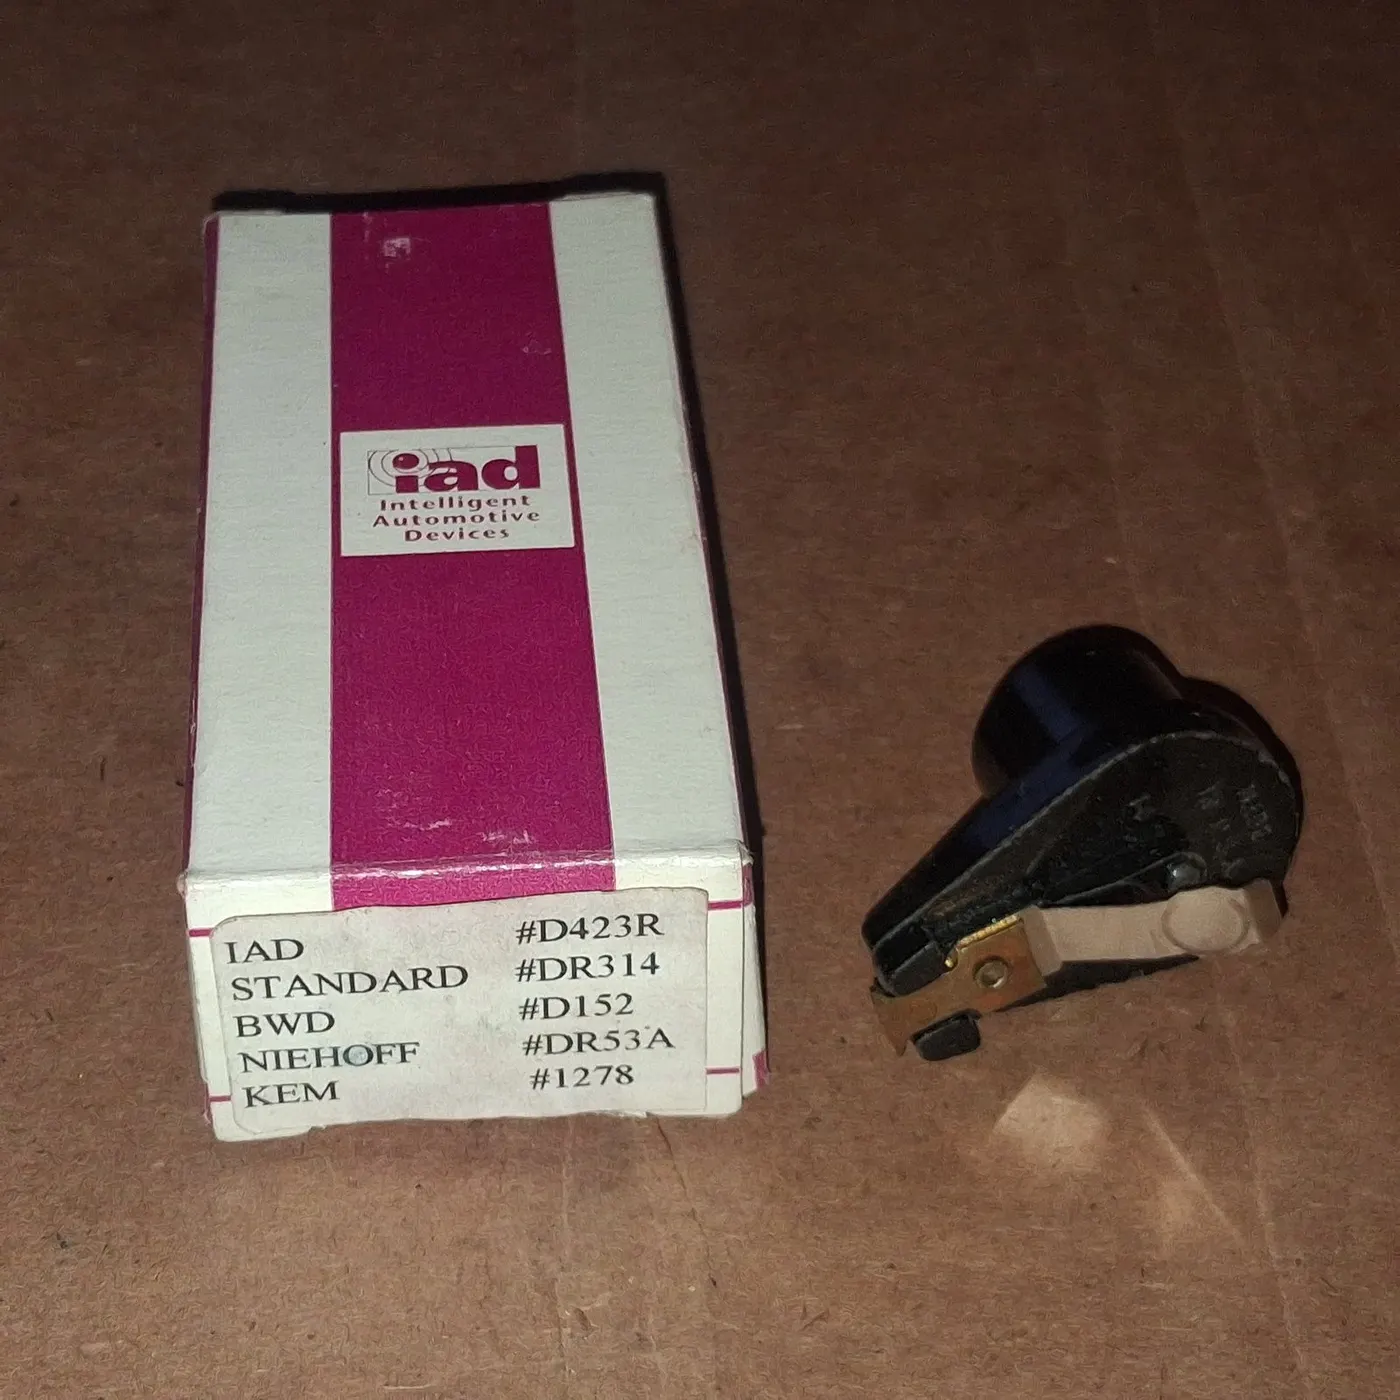 iad
Intelligent
Automotive
Devices
IAD #D423R
STANDARD #DR314
BWD #D152
NIEHOFF #DR53A
KEM #1278